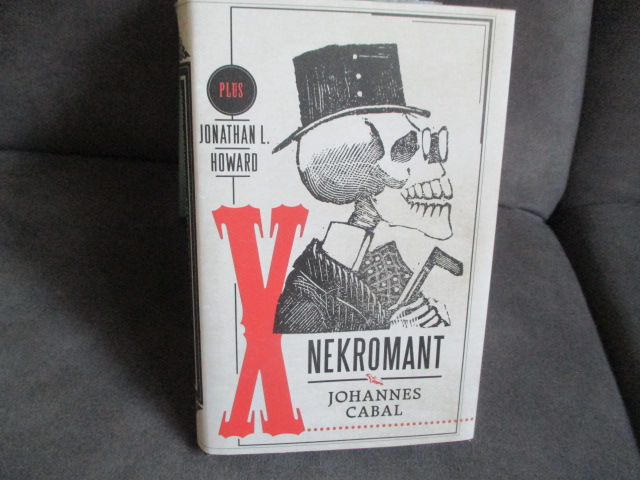 PLUS
JONATHAN L.
HOWARD
X
NEKROMANT
JOHANNES
CABAL